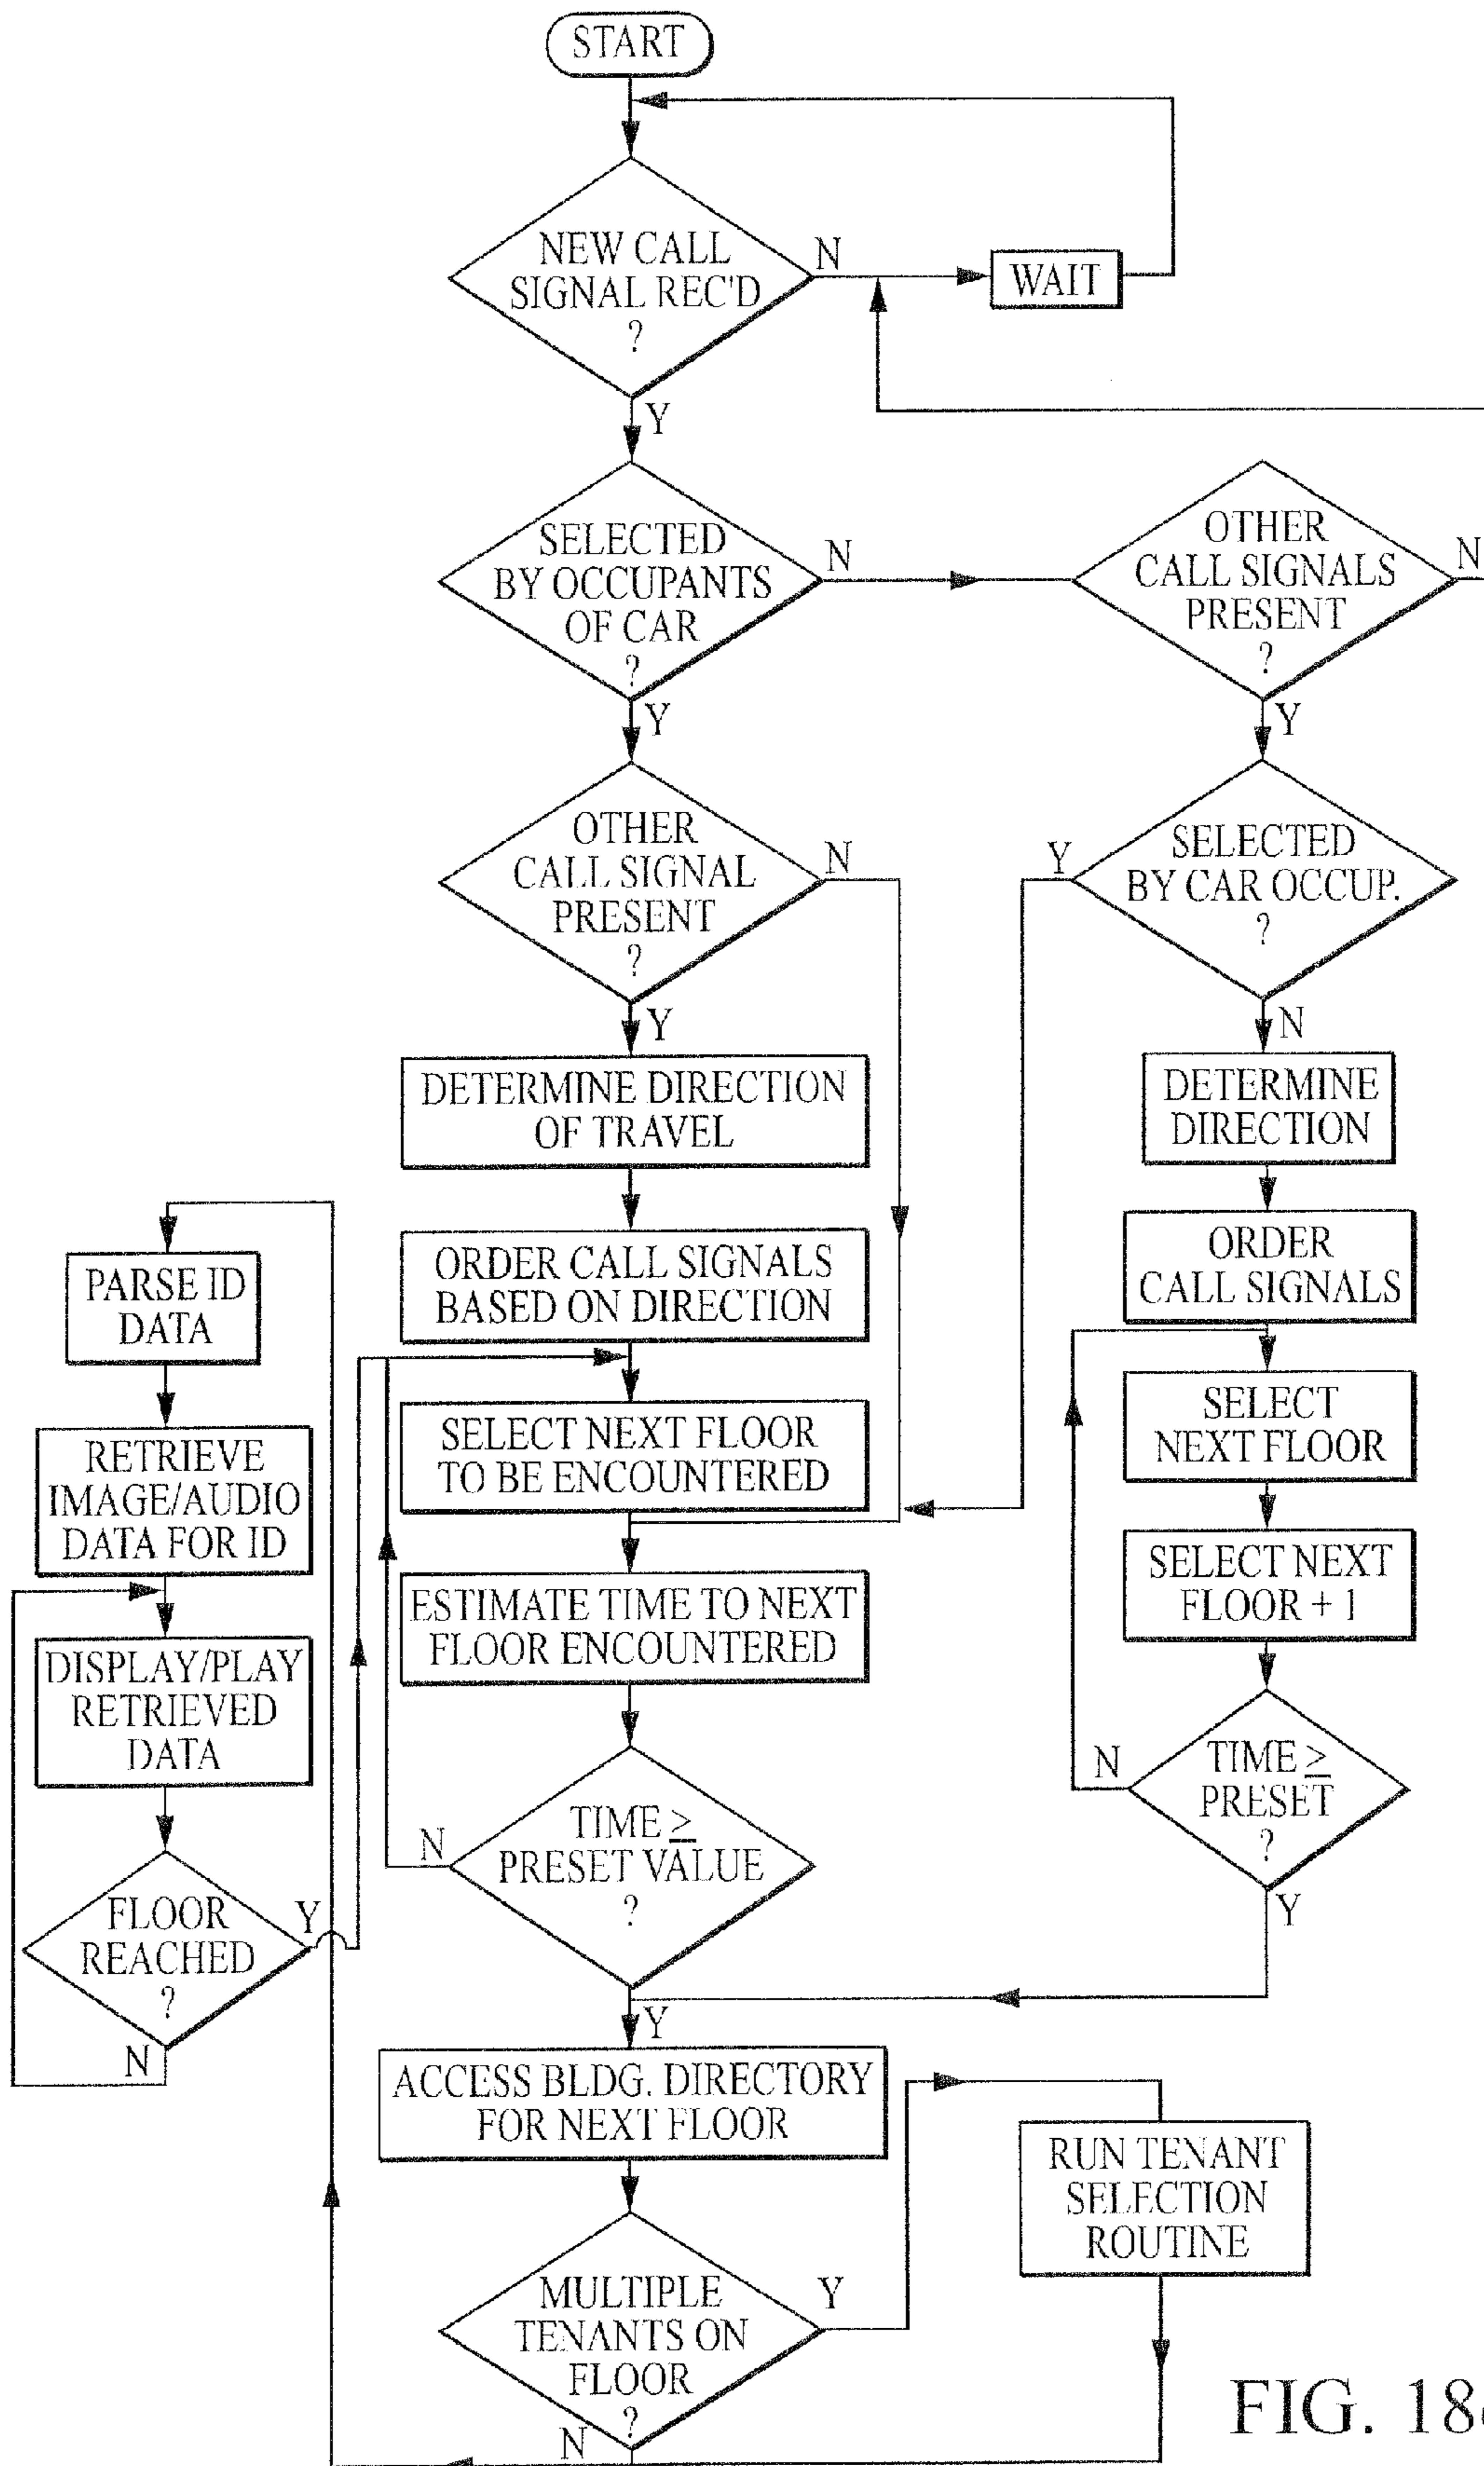 START
NEW CALL
SIGNAL REC'D
?
N
WAIT
Y
SELECTED
BY OCCUPANTS
OF CAR
?
N
OTHER
CALL SIGNALS
PRESENT
?
N
Y
Y
OTHER
CALL SIGNAL
PRESENT
?
N
Y
SELECTED
BY CAR OCCUP.
?
Y
N
DETERMINE DIRECTION
OF TRAVEL
DETERMINE
DIRECTION
ORDER CALL SIGNALS
BASED ON DIRECTION
ORDER
CALL SIGNALS
PARSE ID
DATA
SELECT NEXT FLOOR
TO BE ENCOUNTERED
SELECT
NEXT FLOOR
RETRIEVE
IMAGE/AUDIO
DATA FOR ID
ESTIMATE TIME TO NEXT
FLOOR ENCOUNTERED
SELECT NEXT
FLOOR + 1
DISPLAY/PLAY
RETRIEVED
DATA
N
TIME ≥
PRESET VALUE
?
N
TIME ≥
PRESET
?
FLOOR
REACHED
?
Y
Y
N
Y
ACCESS BLDG. DIRECTORY
FOR NEXT FLOOR
RUN TENANT
SELECTION
ROUTINE
MULTIPLE
TENANTS ON
FLOOR
?
Y
N
FIG. 18